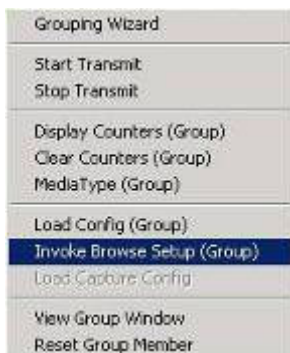 Grouping Wizard
Start Transmit
Stop Transmit
Display Counters (Group)
Clear Counters (Group)
MediaType (Group)
Load Config (Group)
Invoke Browse Setup (Group)
Load Capture Config
View Group Window
Reset Group Member